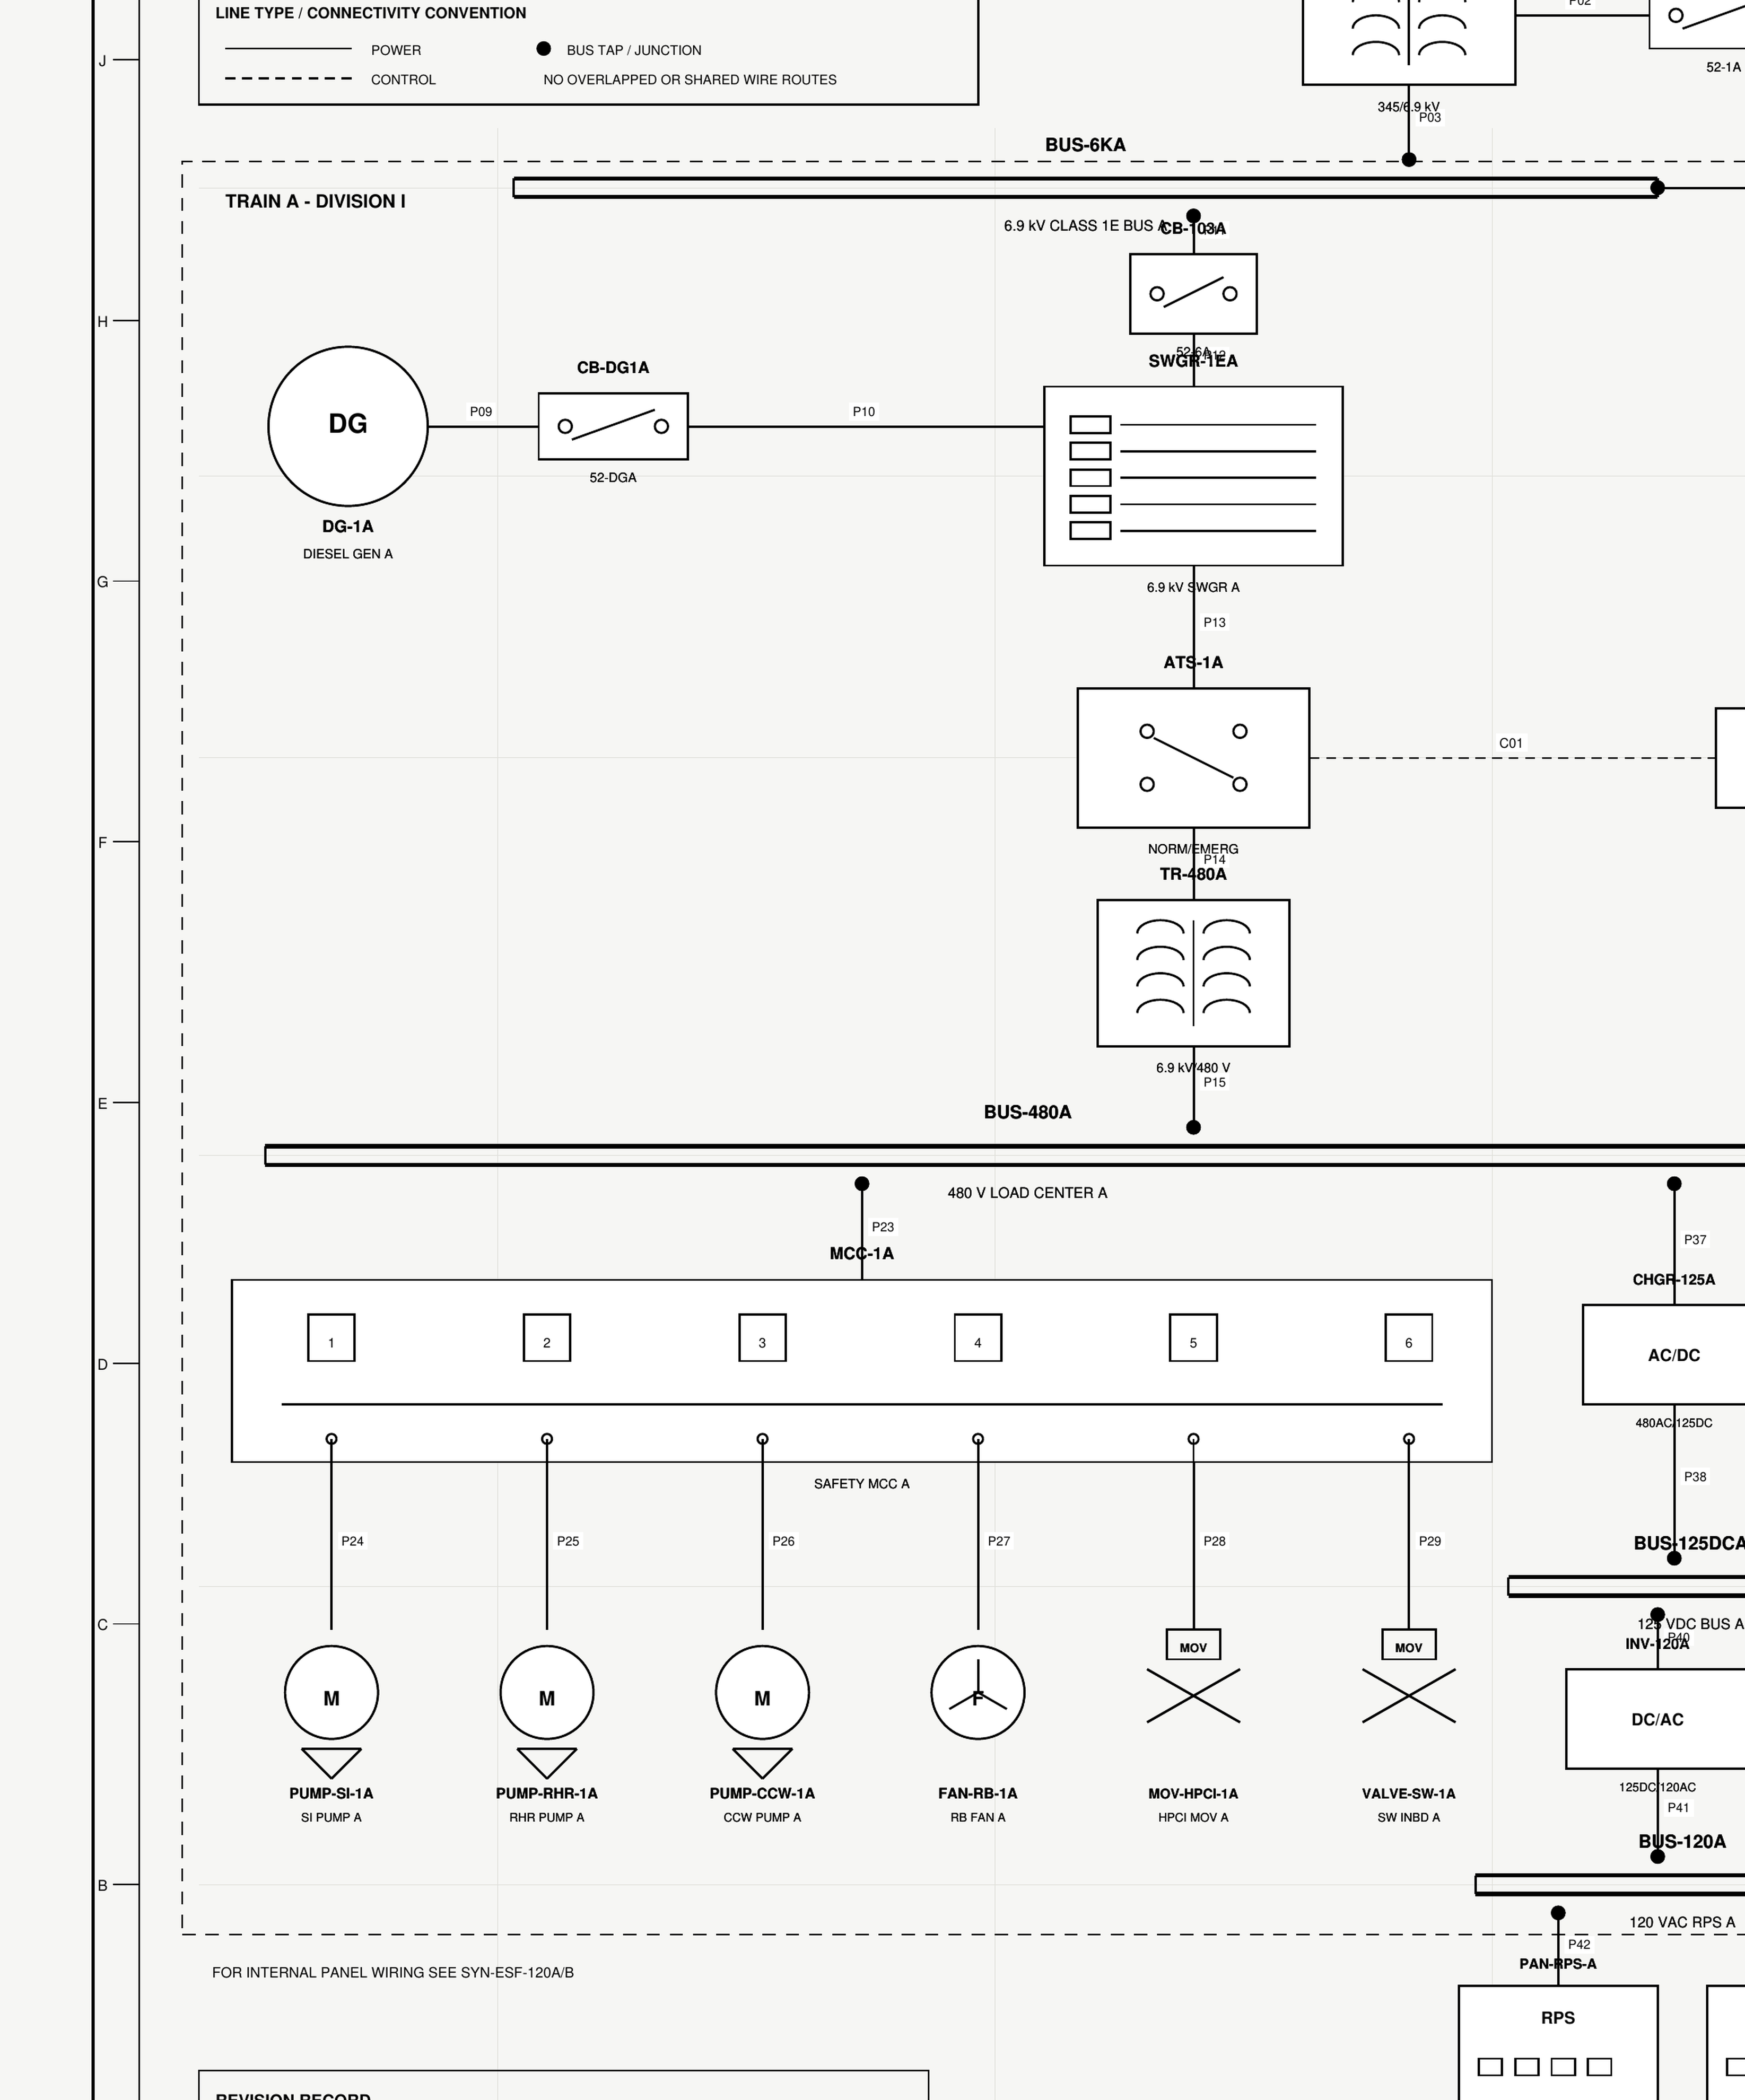 LINE TYPE / CONNECTIVITY CONVENTION
POWER
BUS TAP / JUNCTION
CONTROL
NO OVERLAPPED OR SHARED WIRE ROUTES
P02
52-1A
J
345/6.9 kV
P03
BUS-6KA
TRAIN A - DIVISION I
6.9 kV CLASS 1E BUS A
CB-103A
H
52-6A
P12
SWGR-1EA
CB-DG1A
P09
P10
DG
52-DGA
DG-1A
DIESEL GEN A
G
6.9 kV SWGR A
P13
ATS-1A
C01
F
NORM/EMERG
P14
TR-480A
6.9 kV/480 V
P15
E
BUS-480A
480 V LOAD CENTER A
P23
P37
MCC-1A
CHGR-125A
1
2
3
4
5
6
AC/DC
D
480AC/125DC
SAFETY MCC A
P38
P24
P25
P26
P27
P28
P29
BUS-125DCA
C
125 VDC BUS A
P40
INV-120A
MOV
MOV
M
M
M
F
DC/AC
125DC/120AC
PUMP-SI-1A
PUMP-RHR-1A
PUMP-CCW-1A
FAN-RB-1A
MOV-HPCI-1A
VALVE-SW-1A
SI PUMP A
RHR PUMP A
CCW PUMP A
RB FAN A
HPCI MOV A
SW INBD A
P41
BUS-120A
B
120 VAC RPS A
P42
PAN-RPS-A
FOR INTERNAL PANEL WIRING SEE SYN-ESF-120A/B
RPS
REVISION RECORD